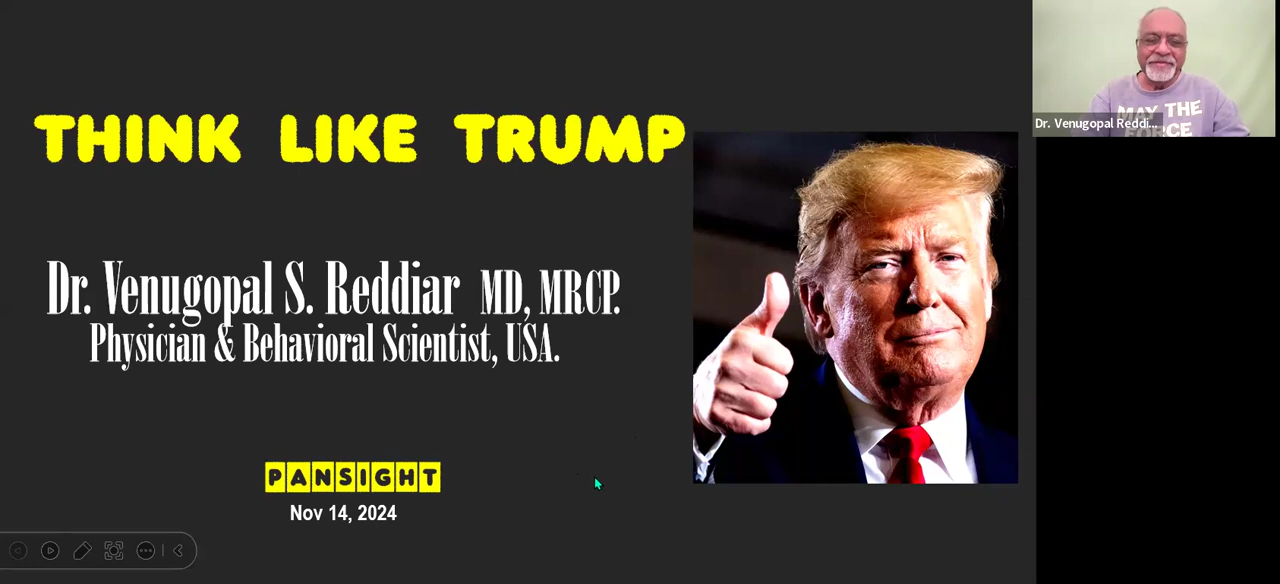 THINK LIKE TRUMP
Dr. Venugopal S. Reddiar MD, MRCP.
Physician & Behavioral Scientist, USA.
PANSIGHT
Nov 14, 2024
MAY THE
FORCE
Dr. Venugopal Reddi...